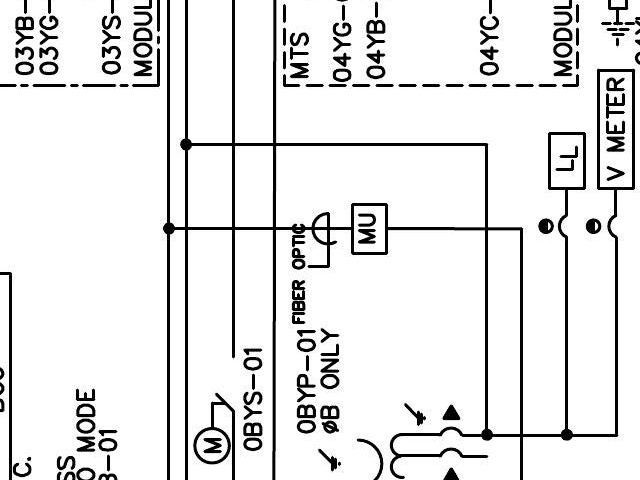 03YB-
03YG-
03YS-
MODUL
MTS
04YG-
04YB-
04YC-
MODUL
LL
V METER
MU
FIBER OPTIC
0BYP-01
øB ONLY
0BYS-01
M
C.
SS
O MODE
-01